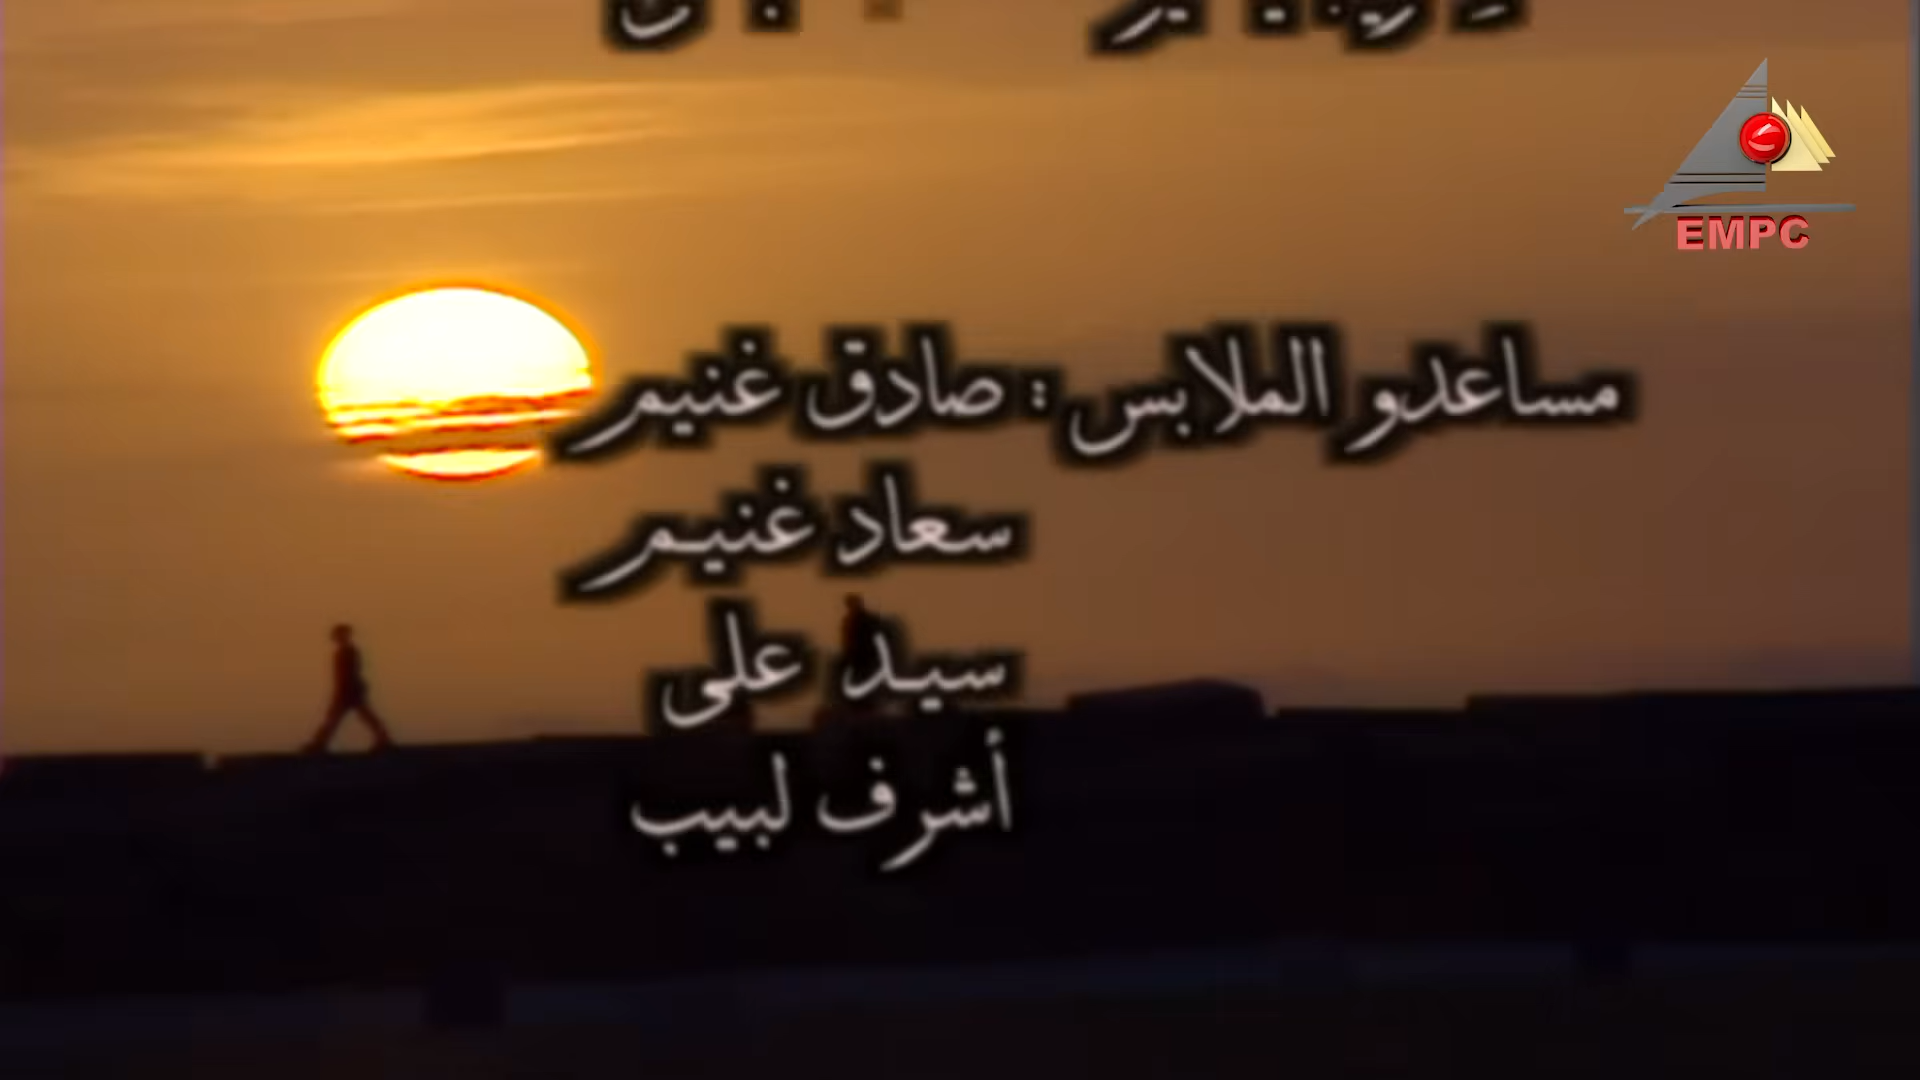 EMPC
مساعدو الملابس : صادق غنيم
سعاد غنيم
سيد على
أشرف لبيب